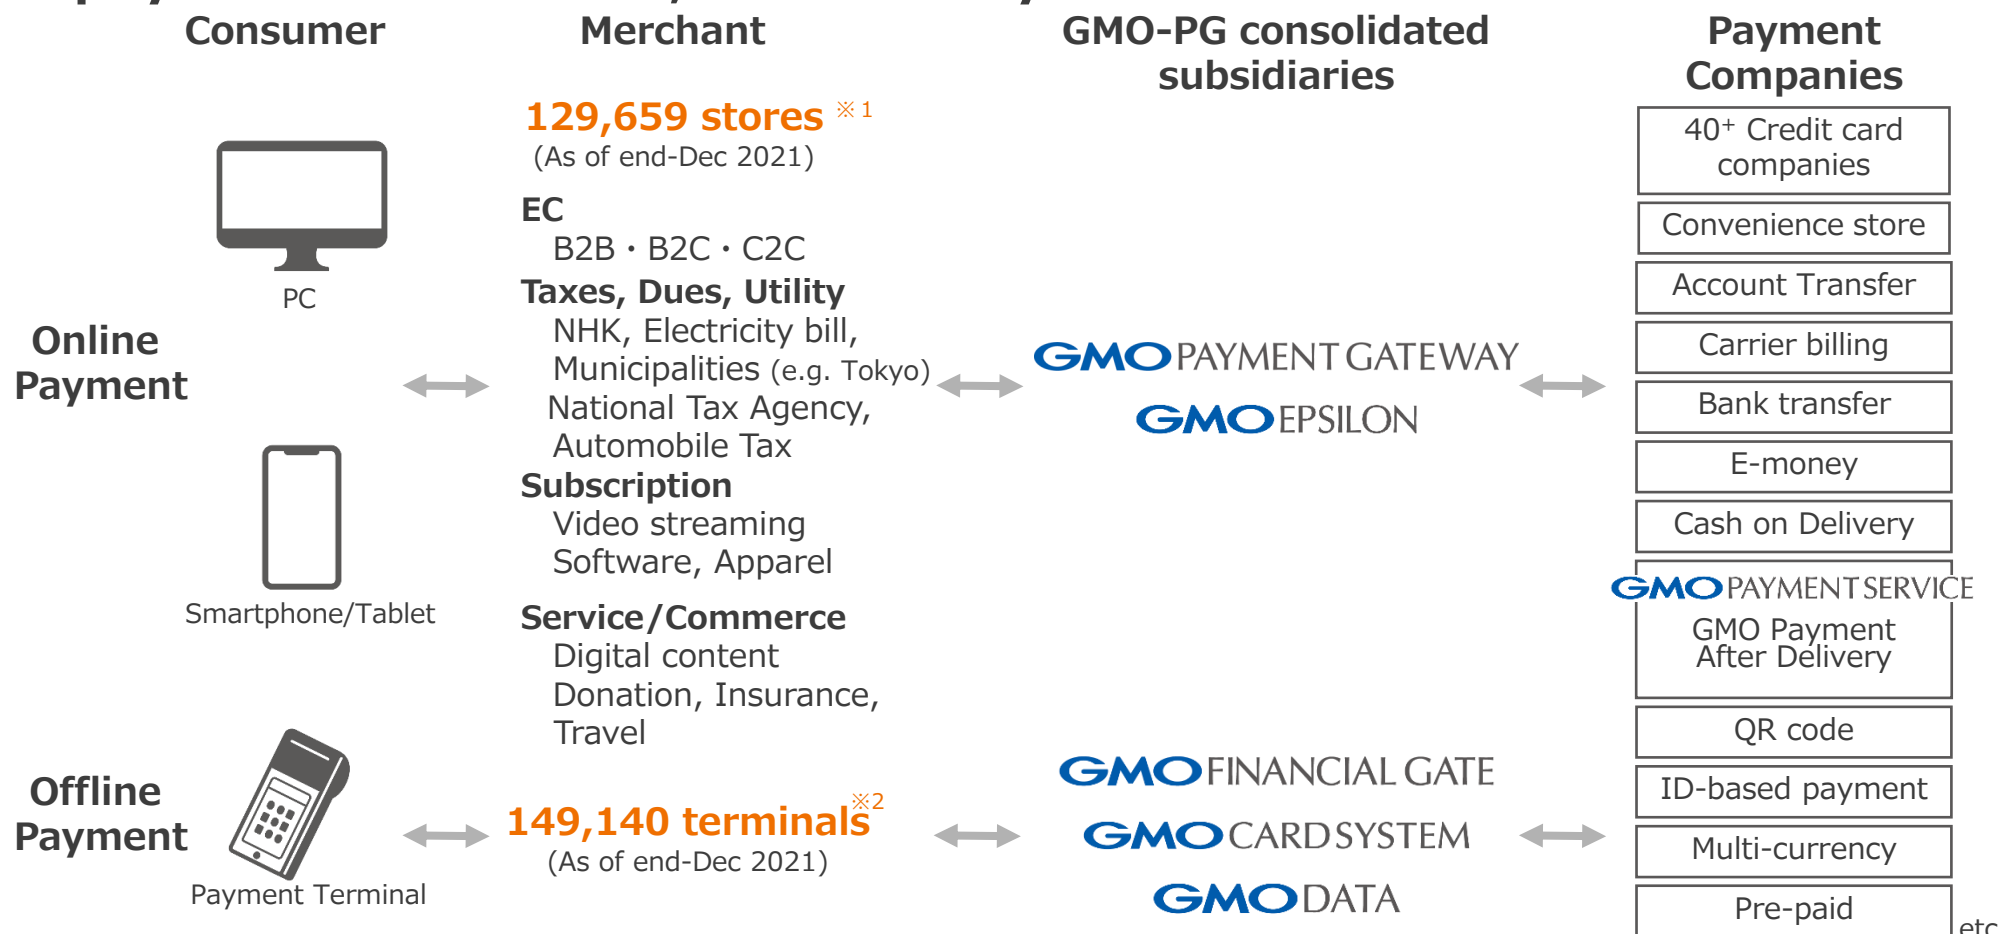 Consumer
Merchant
GMO-PG consolidated
subsidiaries
Payment
Companies
129,659 stores ※1
(As of end-Dec 2021)
EC
B2B・B2C・C2C
Taxes, Dues, Utility
NHK, Electricity bill,
Municipalities (e.g. Tokyo)
National Tax Agency,
Automobile Tax
Subscription
Video streaming
Software, Apparel
Service/Commerce
Digital content
Donation, Insurance,
Travel
Online
Payment
PC
Smartphone/Tablet
GMO PAYMENT GATEWAY
GMO EPSILON
40+ Credit card
companies
Convenience store
Account Transfer
Carrier billing
Bank transfer
E-money
Cash on Delivery
GMO PAYMENT SERVICE
GMO Payment
After Delivery
QR code
ID-based payment
Multi-currency
Pre-paid
etc
Offline
Payment
Payment Terminal
149,140 terminals※2
(As of end-Dec 2021)
GMO FINANCIAL GATE
GMO CARD SYSTEM
GMO DATA